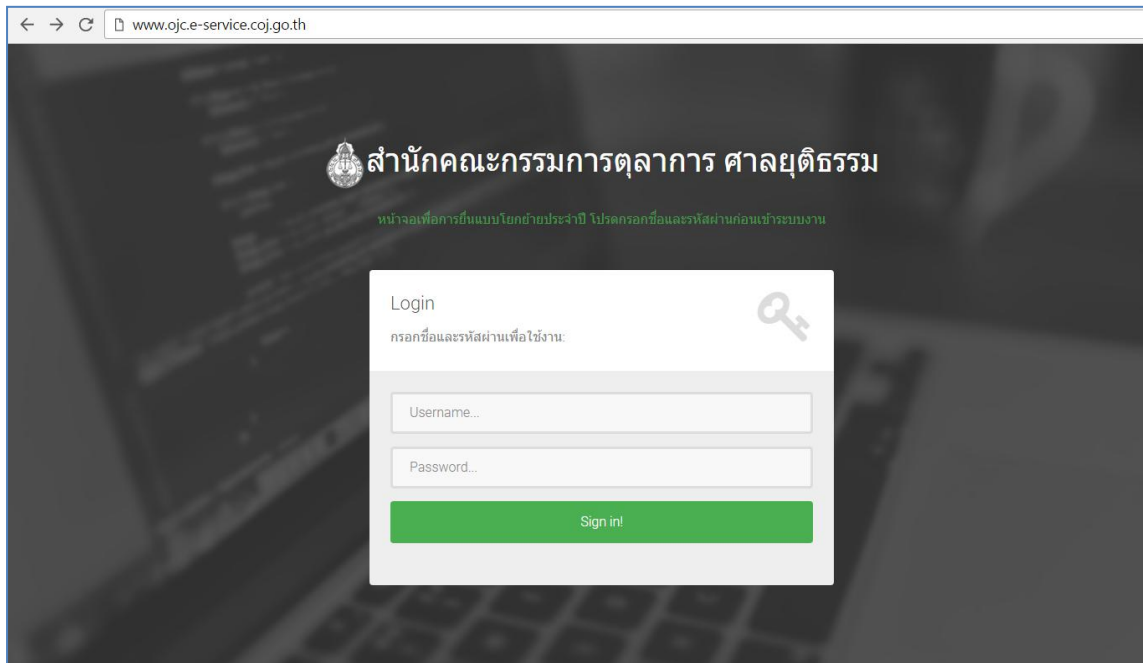 www.ojc.e-service.coj.go.th
สำนักคณะกรรมการตุลาการ ศาลยุติธรรม
หน้าจอเพื่อการยื่นแบบโยกย้ายประจำปี โปรดกรอกชื่อและรหัสผ่านก่อนเข้าระบบงาน
Login
กรอกชื่อและรหัสผ่านเพื่อใช้งาน:
Username...
Password...
Sign in!